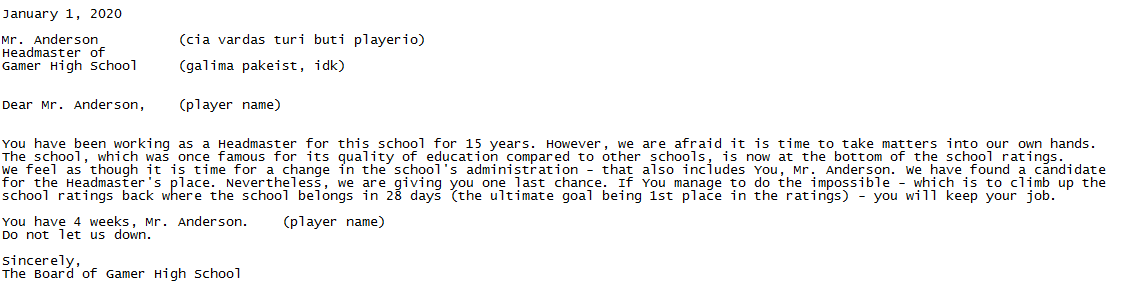 January 1, 2020
Mr. Anderson (cia vardas turi buti playerio)
Headmaster of
Gamer High School (galima pakeist, idk)
Dear Mr. Anderson, (player name)
You have been working as a Headmaster for this school for 15 years. However, we are afraid it is time to take matters into our own hands.
The school, which was once famous for its quality of education compared to other schools, is now at the bottom of the school ratings.
We feel as though it is time for a change in the school's administration - that also includes You, Mr. Anderson. We have found a candidate
for the Headmaster's place. Nevertheless, we are giving you one last chance. If You manage to do the impossible - which is to climb up the
school ratings back where the school belongs in 28 days (the ultimate goal being 1st place in the ratings) - you will keep your job.
You have 4 weeks, Mr. Anderson. (player name)
Do not let us down.
Sincerely,
The Board of Gamer High School